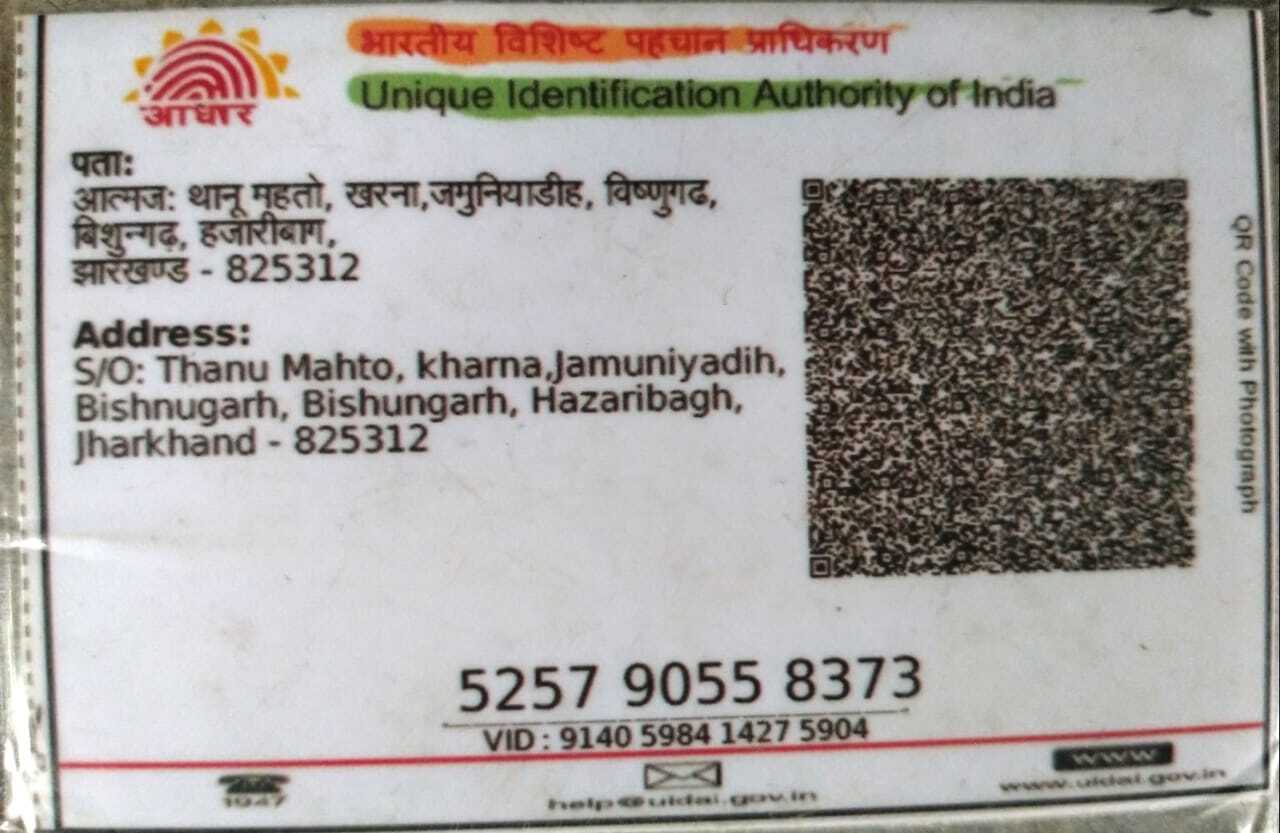 भारतीय विशिष्ट पहचान प्राधिकरण
Unique Identification Authority of India
आधार
पता:
आत्मज: थानू महतो, खरना,जमुनियाडीह, विष्णुगढ,
बिशुन्गढ़, हजारीबाग,
झारखण्ड - 825312
Address:
S/O: Thanu Mahto, kharna,Jamuniyadih,
Bishnugarh, Bishungarh, Hazaribagh,
Jharkhand - 825312
QR Code with Photograph
5257 9055 8373
VID : 9140 5984 1427 5904
1947
help@uidai.gov.in
www
www.uidai.gov.in